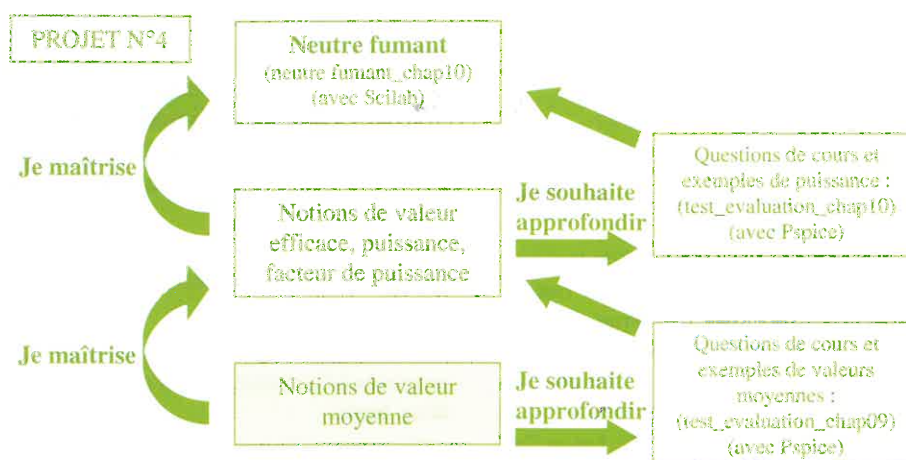 PROJET N°4
Neutre fumant
(neutre fumant_chap10)
(avec Scilab)
Je maîtrise
Notions de valeur
efficace, puissance,
facteur de puissance
Je souhaite
approfondir
Questions de cours et
exemples de puissance :
(test_evaluation_chap10)
(avec Pspice)
Je maîtrise
Notions de valeur
moyenne
Je souhaite
approfondir
Questions de cours et
exemples de valeurs
moyennes :
(test_evaluation_chap09)
(avec Pspice)